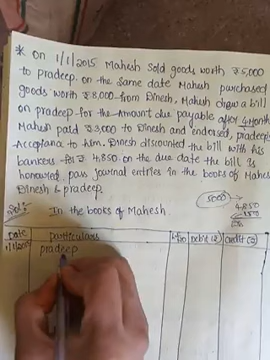 * On 1/1/2015 Mahesh Sold goods worth ₹5,000
to pradeep. on the same date Mahesh purchased
goods worth ₹8,000 from Dinesh, Mahesh drew a bill
on pradeep for the amount due payable after 4 Month
Mahesh paid ₹3,000 to Dinesh and endorsed, pradeep
Acceptance to him. Dinesh discounted the bill with his
bankers for ₹4,850. on the due date the bill is
honoured. pass journal entries in the books of Mahesh
Dinesh & pradeep.
5000
4850
150
Sol:-
In the books of Mahesh.
Date particulars L/F Debit (₹) Credit (₹)
1/1/2015 pradeep